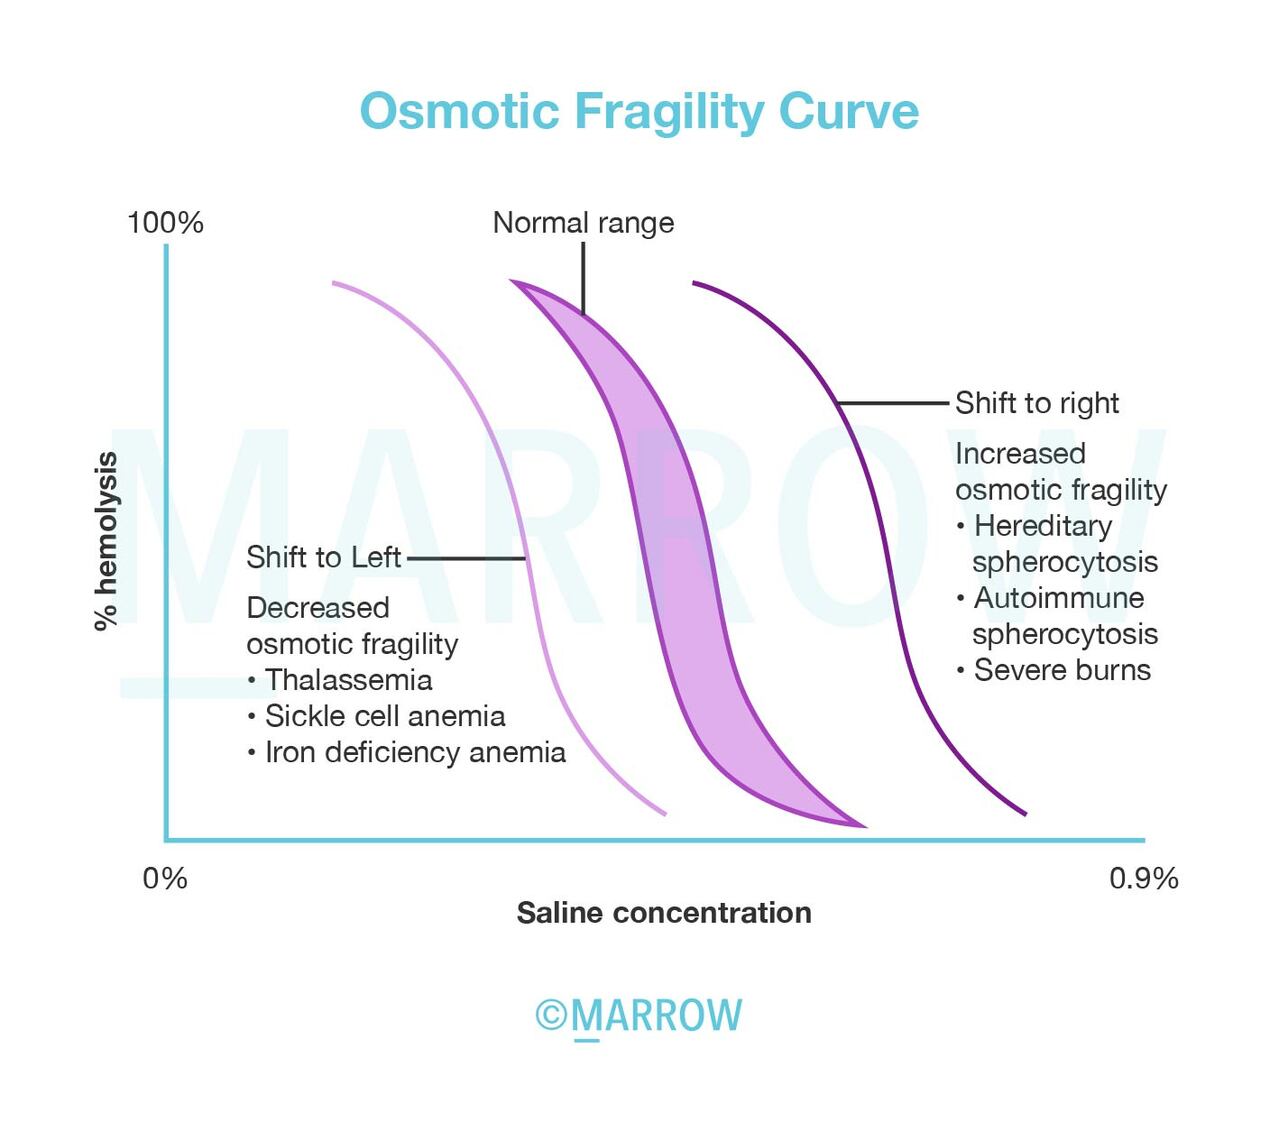 Osmotic Fragility Curve
100%
Normal range
% hemolysis
Shift to Left
Decreased
osmotic fragility
• Thalassemia
• Sickle cell anemia
• Iron deficiency anemia
Shift to right
Increased
osmotic fragility
• Hereditary
spherocytosis
• Autoimmune
spherocytosis
• Severe burns
MARROW
0%
0.9%
Saline concentration
©MARROW